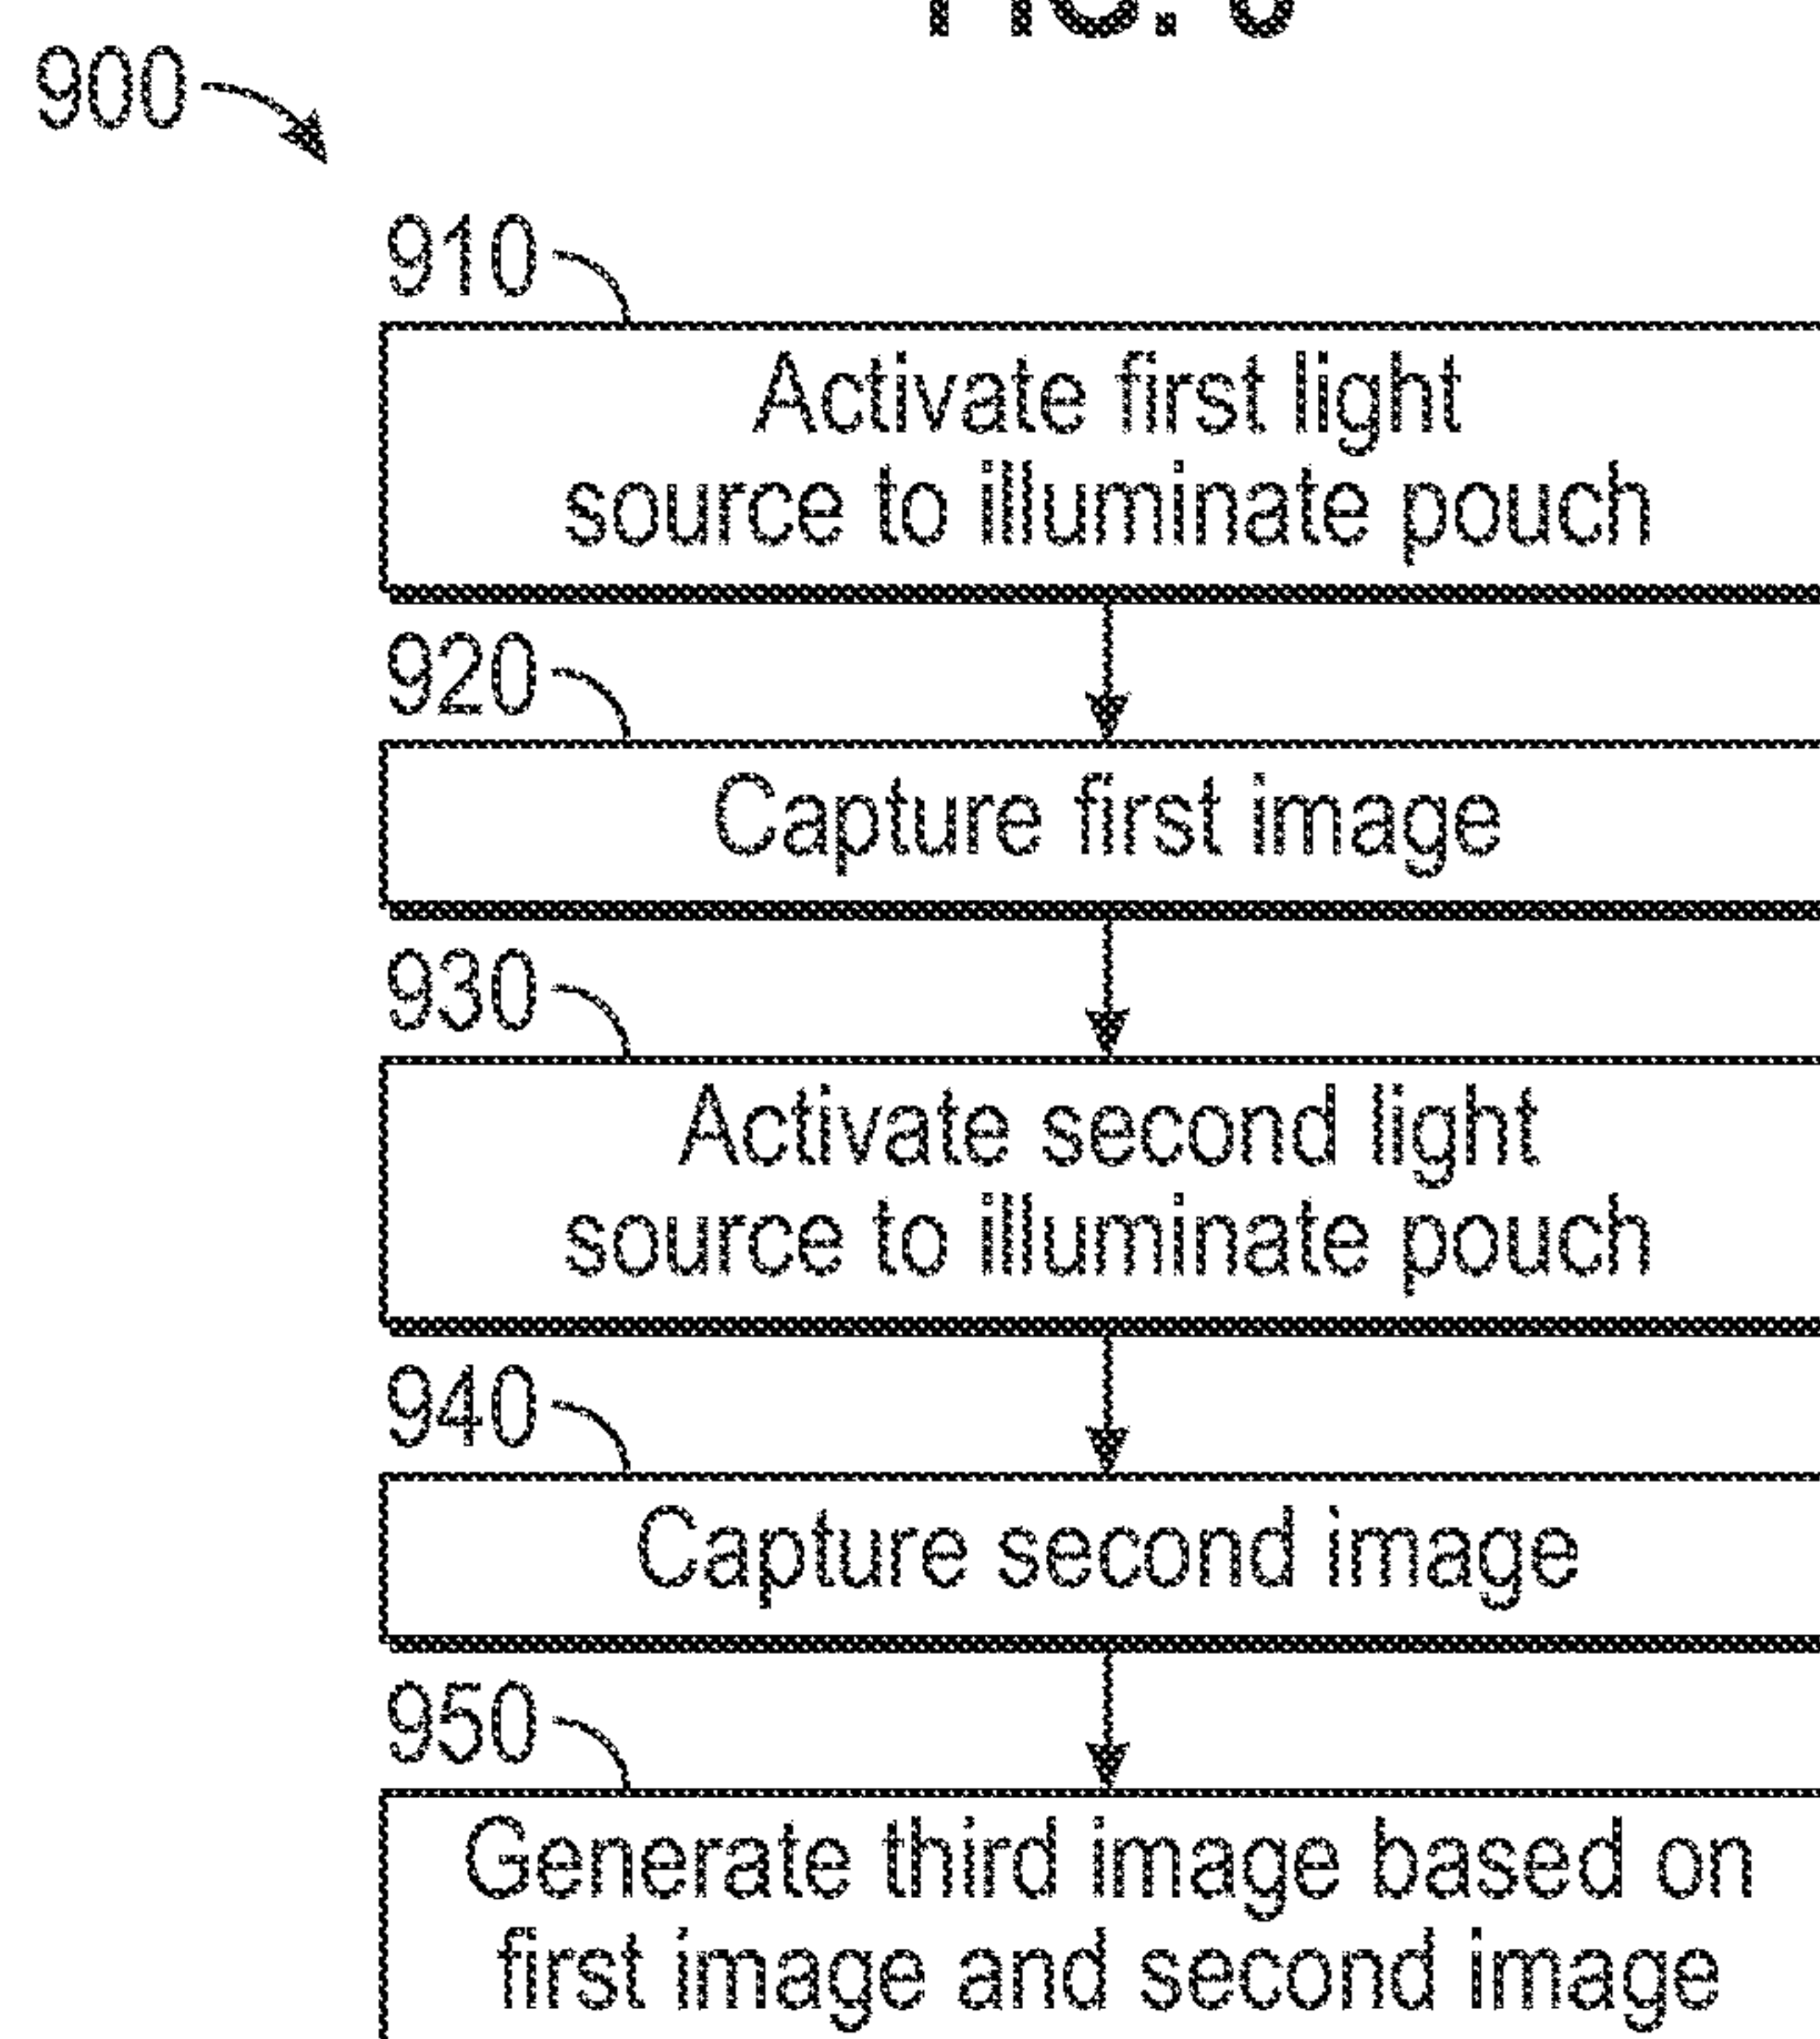 900
910
Activate first light
source to illuminate pouch
920
Capture first image
930
Activate second light
source to illuminate pouch
940
Capture second image
950
Generate third image based on
first image and second image